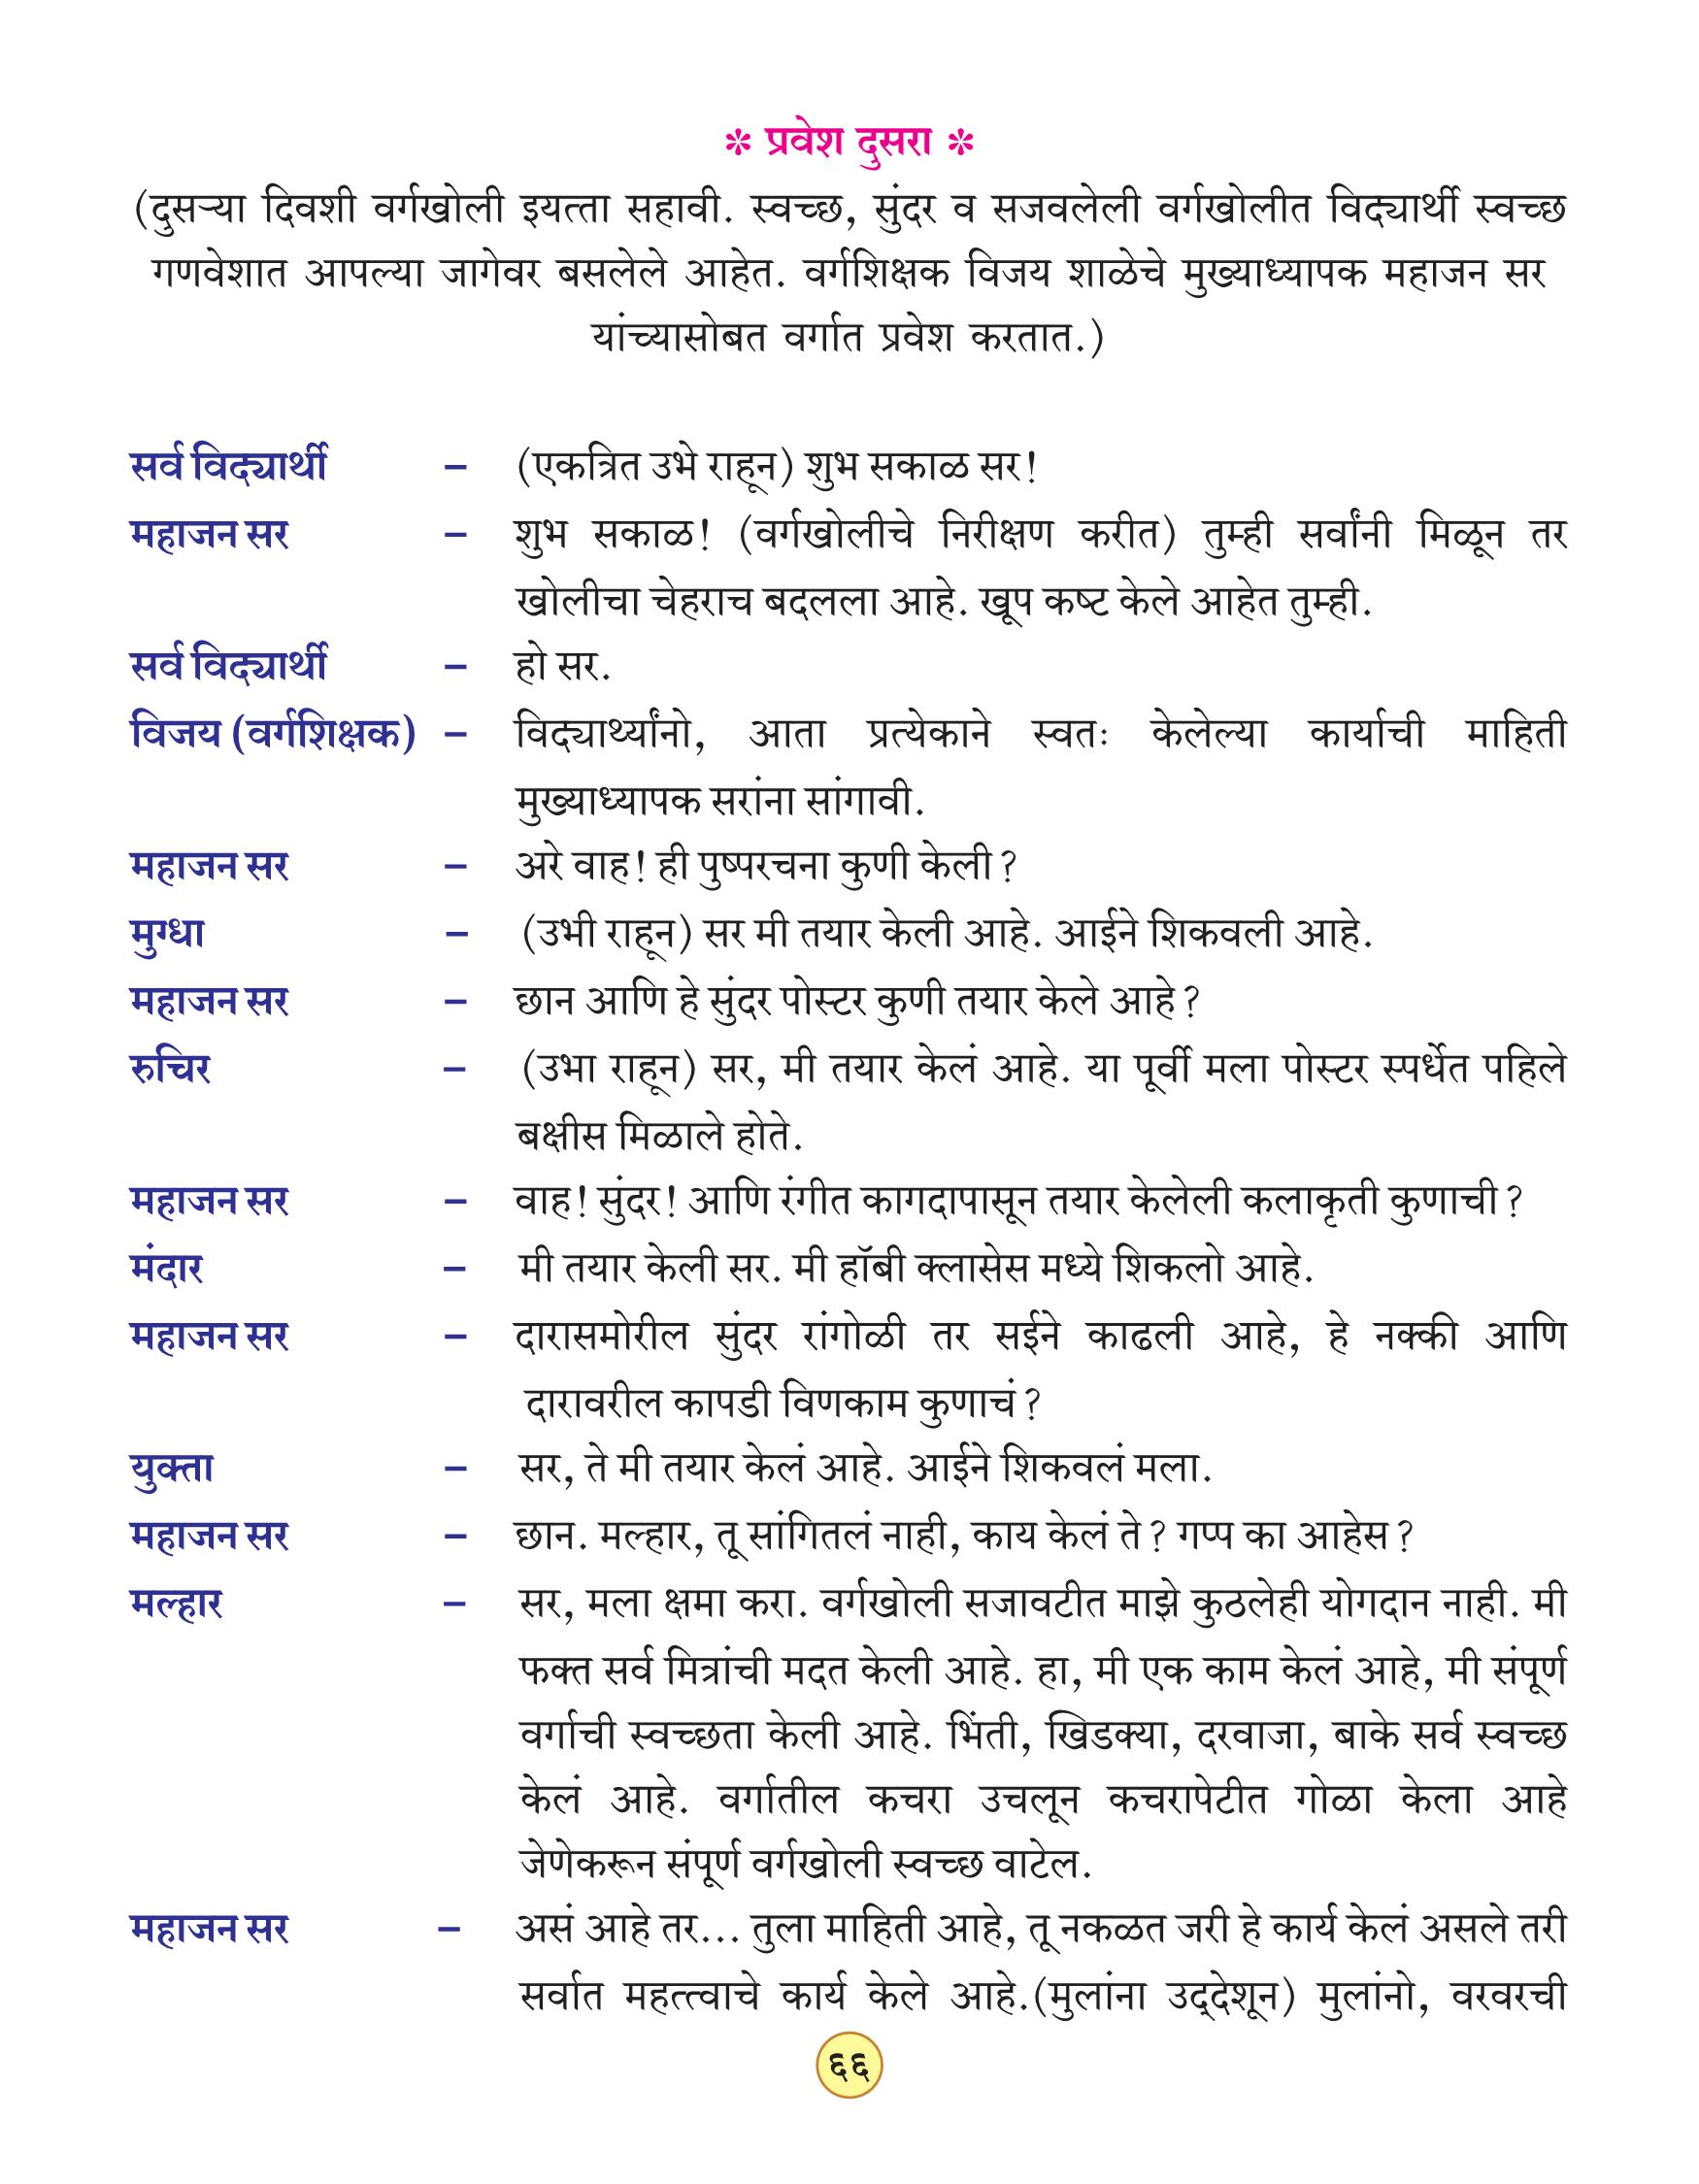 ✽ प्रवेश दुसरा ✽
(दुसऱ्या दिवशी वर्गखोली इयत्ता सहावी. स्वच्छ, सुंदर व सजवलेली वर्गखोलीत विद्यार्थी स्वच्छ
गणवेशात आपल्या जागेवर बसलेले आहेत. वर्गशिक्षक विजय शाळेचे मुख्याध्यापक महाजन सर
यांच्यासोबत वर्गात प्रवेश करतात.)
सर्व विद्यार्थी – (एकत्रित उभे राहून) शुभ सकाळ सर!
महाजन सर – शुभ सकाळ! (वर्गखोलीचे निरीक्षण करीत) तुम्ही सर्वांनी मिळून तर
खोलीचा चेहराच बदलला आहे. खूप कष्ट केले आहेत तुम्ही.
सर्व विद्यार्थी – हो सर.
विजय (वर्गशिक्षक) – विद्यार्थ्यांनो, आता प्रत्येकाने स्वतः केलेल्या कार्याची माहिती
मुख्याध्यापक सरांना सांगावी.
महाजन सर – अरे वाह! ही पुष्परचना कुणी केली?
मुग्धा – (उभी राहून) सर मी तयार केली आहे. आईने शिकवली आहे.
महाजन सर – छान आणि हे सुंदर पोस्टर कुणी तयार केले आहे?
रुचिर – (उभा राहून) सर, मी तयार केलं आहे. या पूर्वी मला पोस्टर स्पर्धेत पहिले
बक्षीस मिळाले होते.
महाजन सर – वाह! सुंदर! आणि रंगीत कागदापासून तयार केलेली कलाकृती कुणाची?
मंदार – मी तयार केली सर. मी हॉबी क्लासेस मध्ये शिकलो आहे.
महाजन सर – दारासमोरील सुंदर रांगोळी तर सईने काढली आहे, हे नक्की आणि
दारावरील कापडी विणकाम कुणाचं?
युक्ता – सर, ते मी तयार केलं आहे. आईने शिकवलं मला.
महाजन सर – छान. मल्हार, तू सांगितलं नाही, काय केलं ते? गप्प का आहेस?
मल्हार – सर, मला क्षमा करा. वर्गखोली सजावटीत माझे कुठलेही योगदान नाही. मी
फक्त सर्व मित्रांची मदत केली आहे. हा, मी एक काम केलं आहे, मी संपूर्ण
वर्गाची स्वच्छता केली आहे. भिंती, खिडक्या, दरवाजा, बाके सर्व स्वच्छ
केलं आहे. वर्गातील कचरा उचलून कचरापेटीत गोळा केला आहे
जेणेकरून संपूर्ण वर्गखोली स्वच्छ वाटेल.
महाजन सर – असं आहे तर... तुला माहिती आहे, तू नकळत जरी हे कार्य केलं असले तरी
सर्वात महत्त्वाचे कार्य केले आहे.(मुलांना उद्‌देशून) मुलांनो, वरवरची
६६